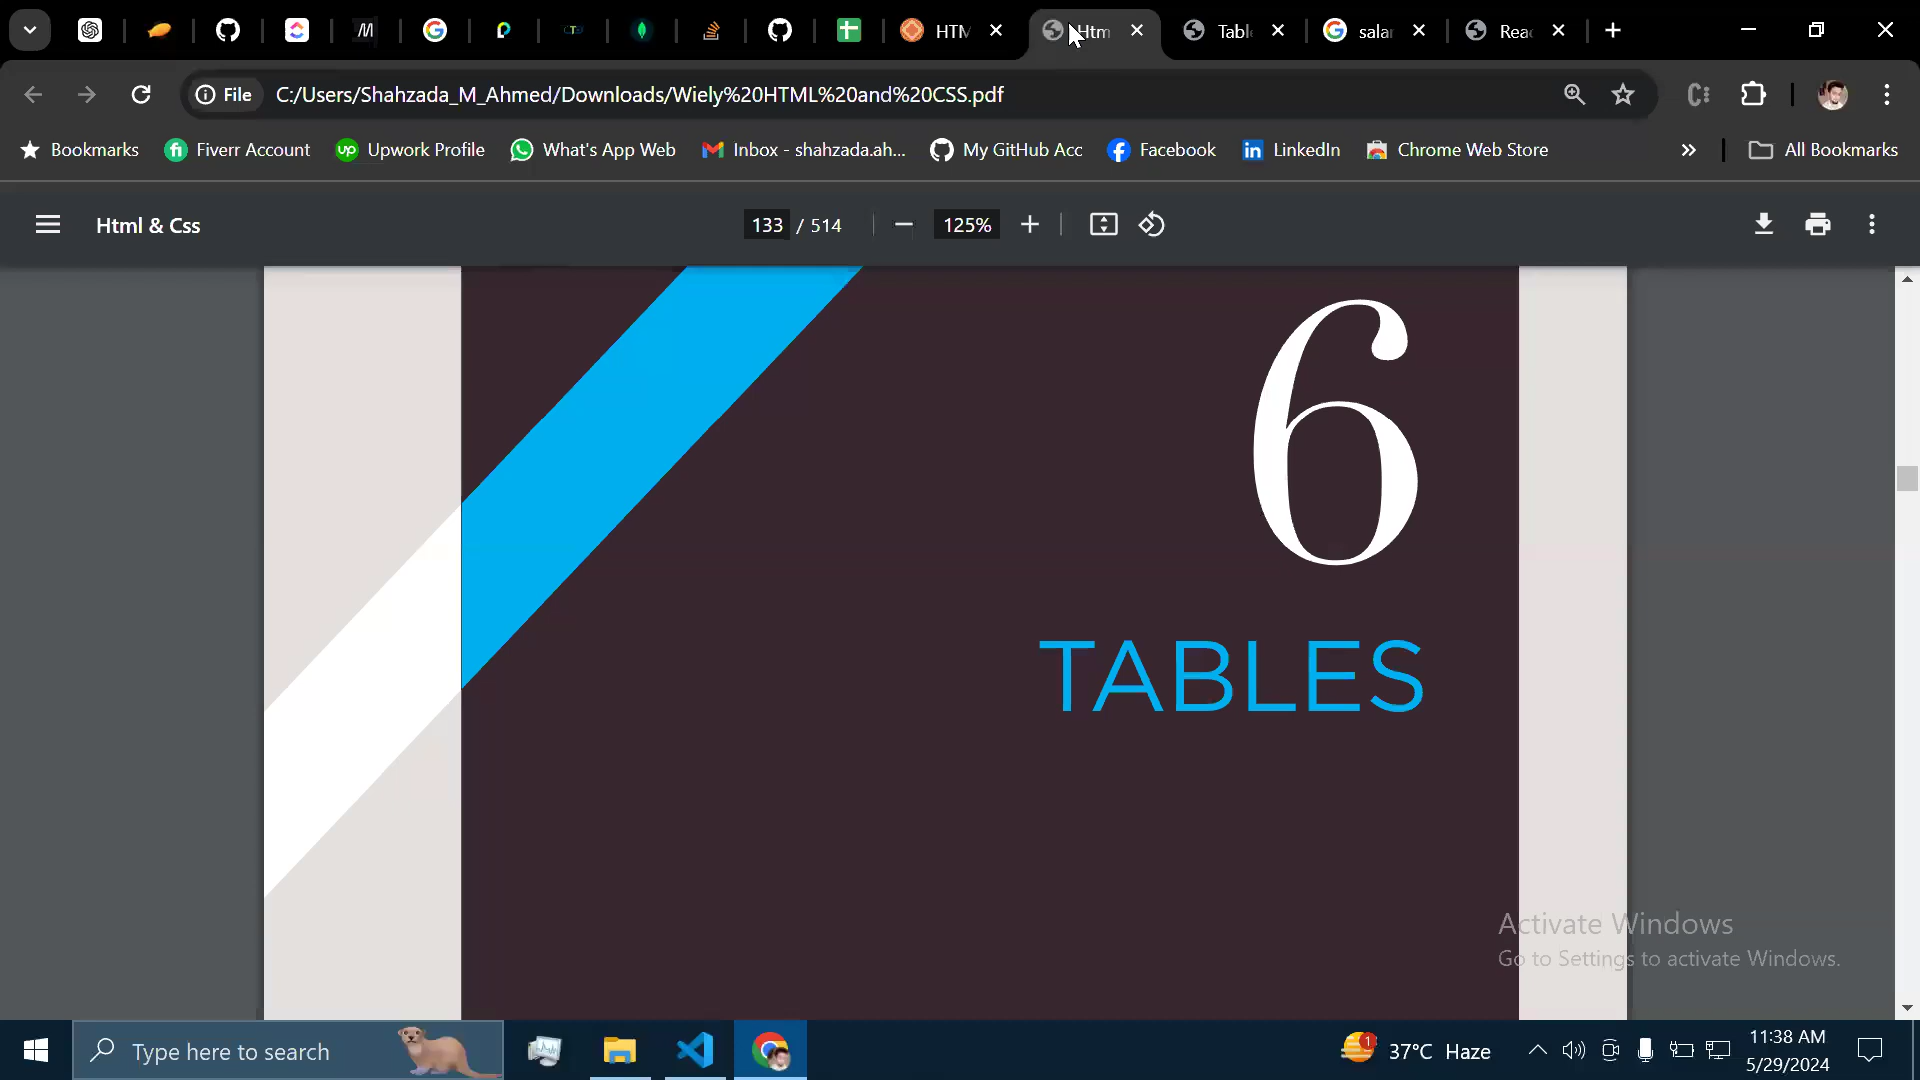 HTM
Htm
Tabl
salar
Reac
File
C:/Users/Shahzada_M_Ahmed/Downloads/Wiely%20HTML%20and%20CSS.pdf
Bookmarks
Fiverr Account
up
Upwork Profile
What's App Web
Inbox - shahzada.ah...
My GitHub Acc
Facebook
in
LinkedIn
Chrome Web Store
»
All Bookmarks
Html & Css
133 / 514
125%
6
TABLES
Activate Windows
Go to Settings to activate Windows.
Type here to search
1
37°C Haze
11:38 AM
5/29/2024